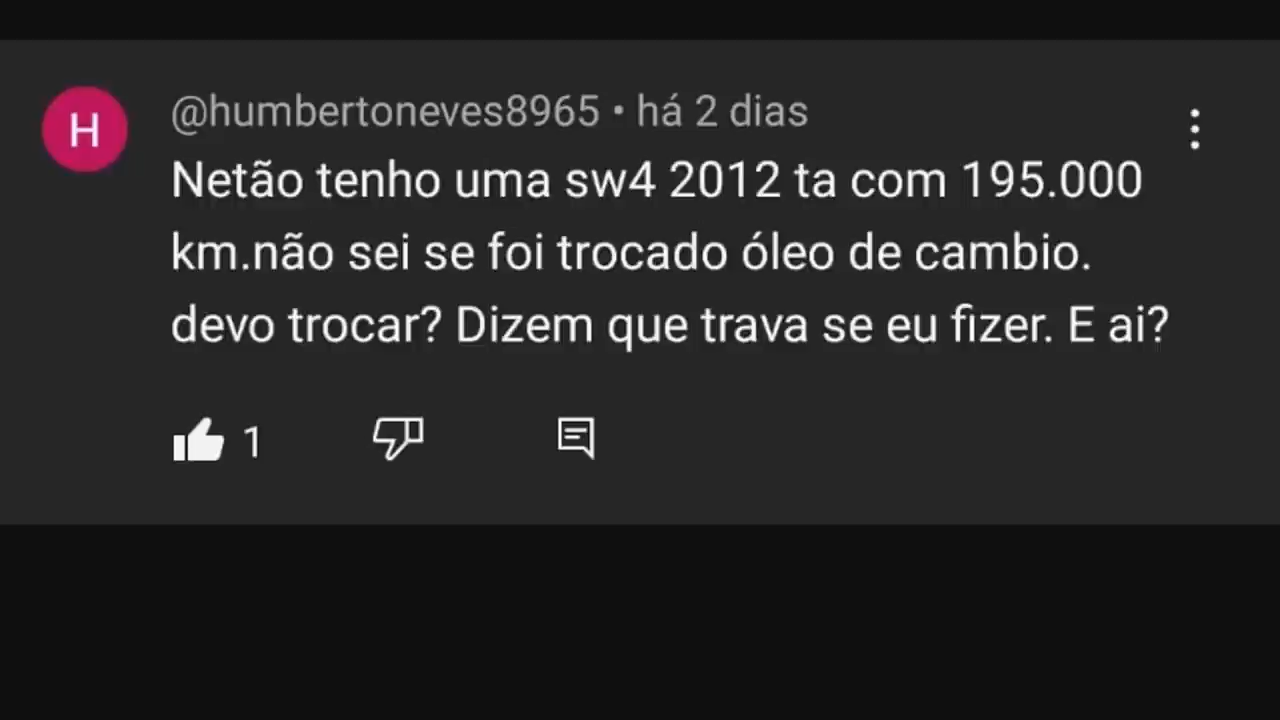 H
@humbertoneves8965 • há 2 dias
Netão tenho uma sw4 2012 ta com 195.000
km.não sei se foi trocado óleo de cambio.
devo trocar? Dizem que trava se eu fizer. E ai?
1